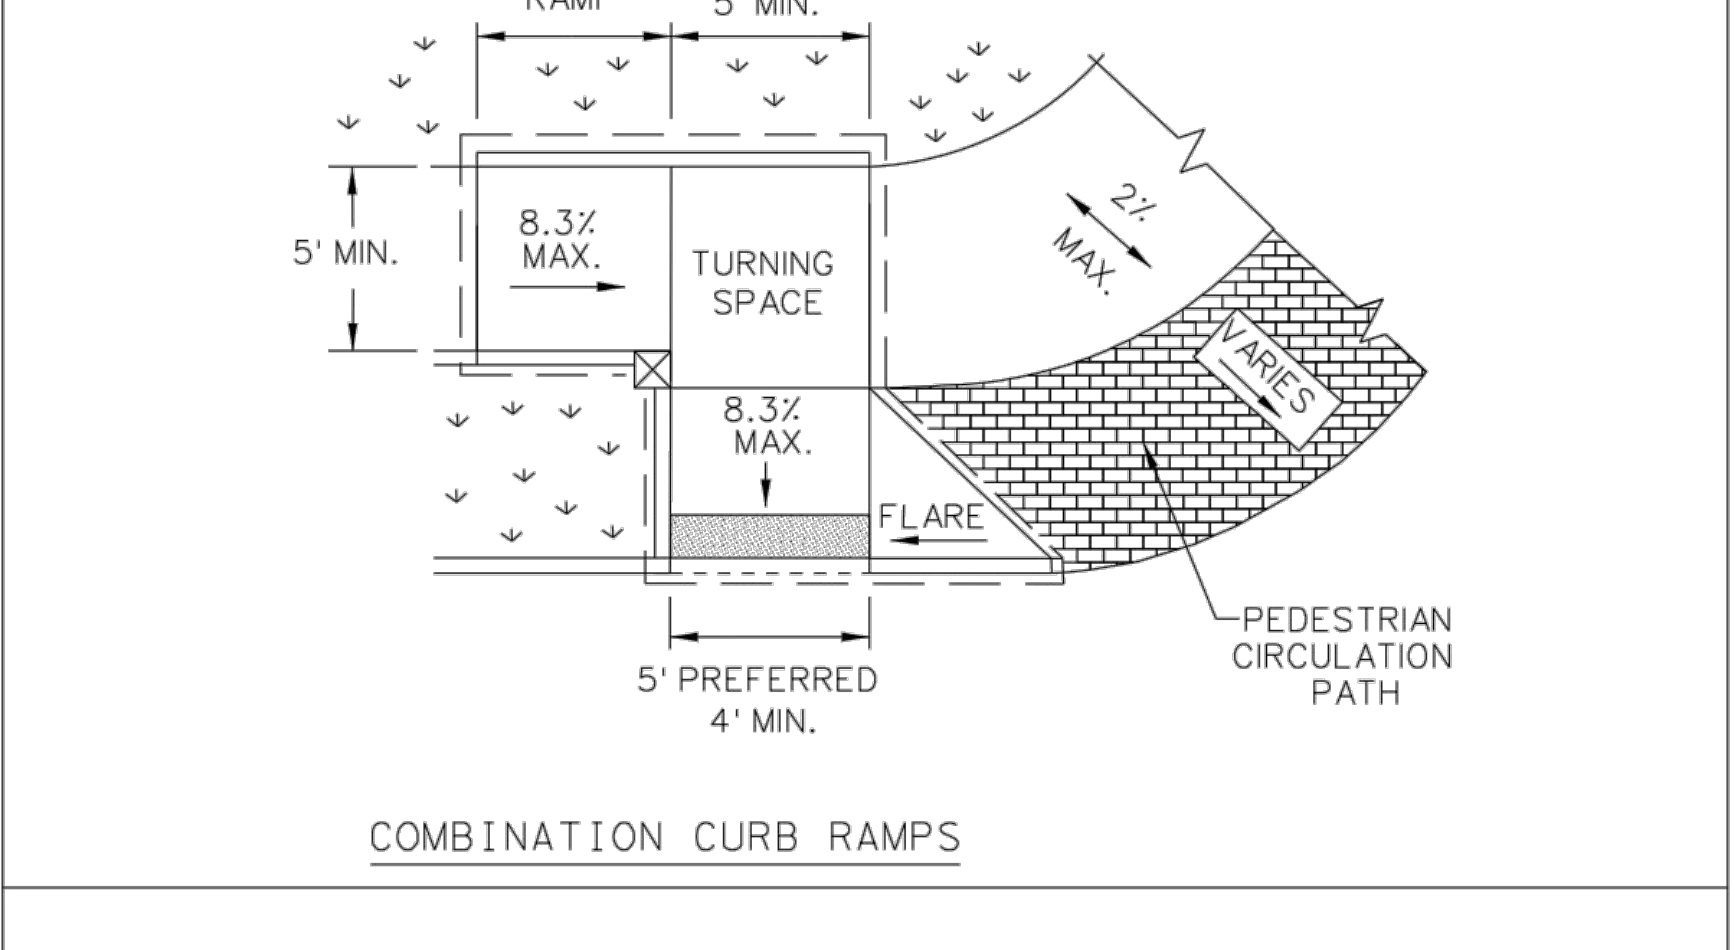 RAMP
5' MIN.
8.3%
MAX.
5' MIN.
TURNING
SPACE
2%
MAX.
VARIES
8.3%
MAX.
FLARE
PEDESTRIAN
CIRCULATION
PATH
5' PREFERRED
4' MIN.
COMBINATION CURB RAMPS